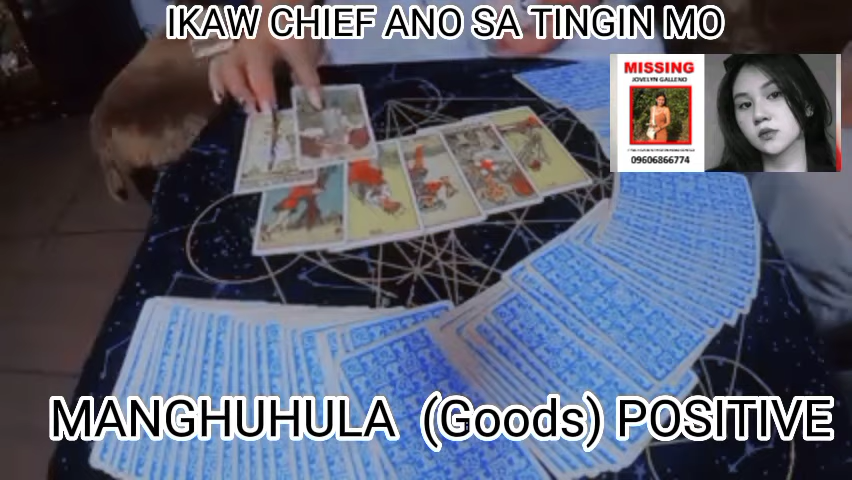 IKAW CHIEF ANO SA TINGIN MO
MISSING
JOVELYN GALLENO
09606866774
MANGHUHULA (Goods) POSITIVE